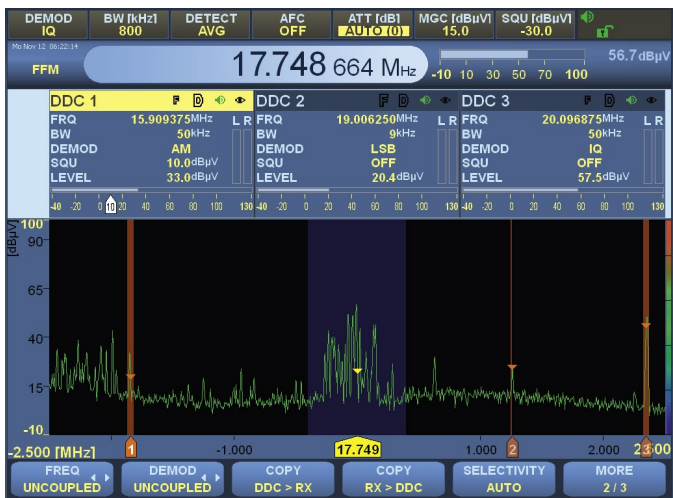 DEMOD BW [kHz] DETECT AFC ATT [dB] MGC [dBµV] SQU [dBµV]
IQ 800 AVG OFF AUTO (0) 15.0 -30.0
Mo Nov 12 06:22:14
FFM 17.748 664 MHz 56.7dBµV
-10 10 30 50 70 100
DDC 1 F D DDC 2 F D DDC 3 F D
FRQ 15.909375MHz L R FRQ 19.006250MHz L R FRQ 20.096875MHz L R
BW 50kHz BW 9kHz BW 50kHz
DEMOD AM DEMOD LSB DEMOD IQ
SQU 10.0dBµV SQU OFF SQU OFF
LEVEL 33.0dBµV LEVEL 20.4dBµV LEVEL 57.5dBµV
-40 -20 0 10 20 40 60 80 100 130 -40 -20 0 20 40 60 80 100 130 -40 -20 0 20 40 60 80 100 130
[dBµV]
100
90
65
40
15
-10
-2.500 [MHz] 1 -1.000 17.749 1.000 2 2.000 3
FREQ DEMOD COPY COPY SELECTIVITY MORE
UNCOUPLED UNCOUPLED DDC > RX RX > DDC AUTO 2 / 3